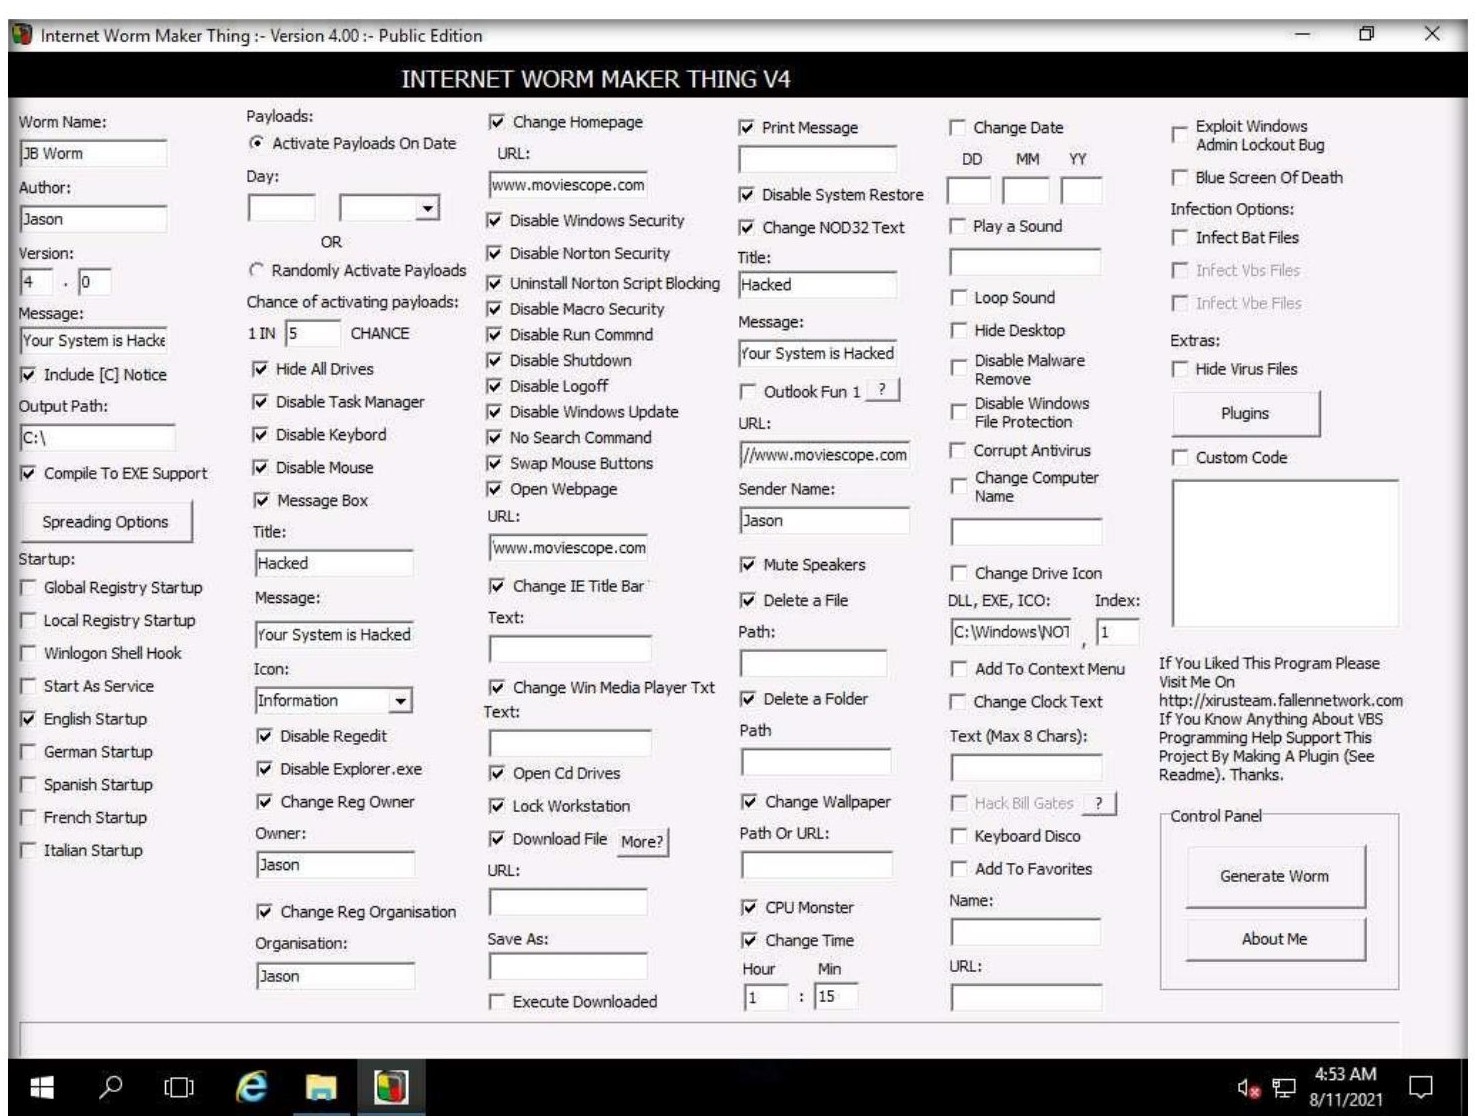 Internet Worm Maker Thing :- Version 4.00 :- Public Edition
INTERNET WORM MAKER THING V4
Worm Name:
JB Worm
Author:
Jason
Version:
4 . 0
Message:
Your System is Hacke
Include [C] Notice
Output Path:
C:\
Compile To EXE Support
Spreading Options
Startup:
Global Registry Startup
Local Registry Startup
Winlogon Shell Hook
Start As Service
English Startup
German Startup
Spanish Startup
French Startup
Italian Startup
Payloads:
Activate Payloads On Date
Day:
OR
Randomly Activate Payloads
Chance of activating payloads:
1 IN 5 CHANCE
Hide All Drives
Disable Task Manager
Disable Keybord
Disable Mouse
Message Box
Title:
Hacked
Message:
Your System is Hacked
Icon:
Information
Disable Regedit
Disable Explorer.exe
Change Reg Owner
Owner:
Jason
Change Reg Organisation
Organisation:
Jason
Change Homepage
URL:
www.moviescope.com
Disable Windows Security
Disable Norton Security
Uninstall Norton Script Blocking
Disable Macro Security
Disable Run Commnd
Disable Shutdown
Disable Logoff
Disable Windows Update
No Search Command
Swap Mouse Buttons
Open Webpage
URL:
www.moviescope.com
Change IE Title Bar
Text:
Change Win Media Player Txt
Text:
Open Cd Drives
Lock Workstation
Download File More?
URL:
Save As:
Execute Downloaded
Print Message
Disable System Restore
Change NOD32 Text
Title:
Hacked
Message:
Your System is Hacked
Outlook Fun 1 ?
URL:
//www.moviescope.com
Sender Name:
Jason
Mute Speakers
Delete a File
Path:
Delete a Folder
Path
Change Wallpaper
Path Or URL:
CPU Monster
Change Time
Hour Min
1 : 15
Change Date
DD MM YY
Play a Sound
Loop Sound
Hide Desktop
Disable Malware
Remove
Disable Windows
File Protection
Corrupt Antivirus
Change Computer
Name
Change Drive Icon
DLL, EXE, ICO: Index:
C:\Windows\NOT , 1
Add To Context Menu
Change Clock Text
Text (Max 8 Chars):
Hack Bill Gates ?
Keyboard Disco
Add To Favorites
Name:
URL:
Exploit Windows
Admin Lockout Bug
Blue Screen Of Death
Infection Options:
Infect Bat Files
Infect Vbs Files
Infect Vbe Files
Extras:
Hide Virus Files
Plugins
Custom Code
If You Liked This Program Please
Visit Me On
http://xirusteam.fallennetwork.com
If You Know Anything About VBS
Programming Help Support This
Project By Making A Plugin (See
Readme). Thanks.
Control Panel
Generate Worm
About Me
4:53 AM
8/11/2021